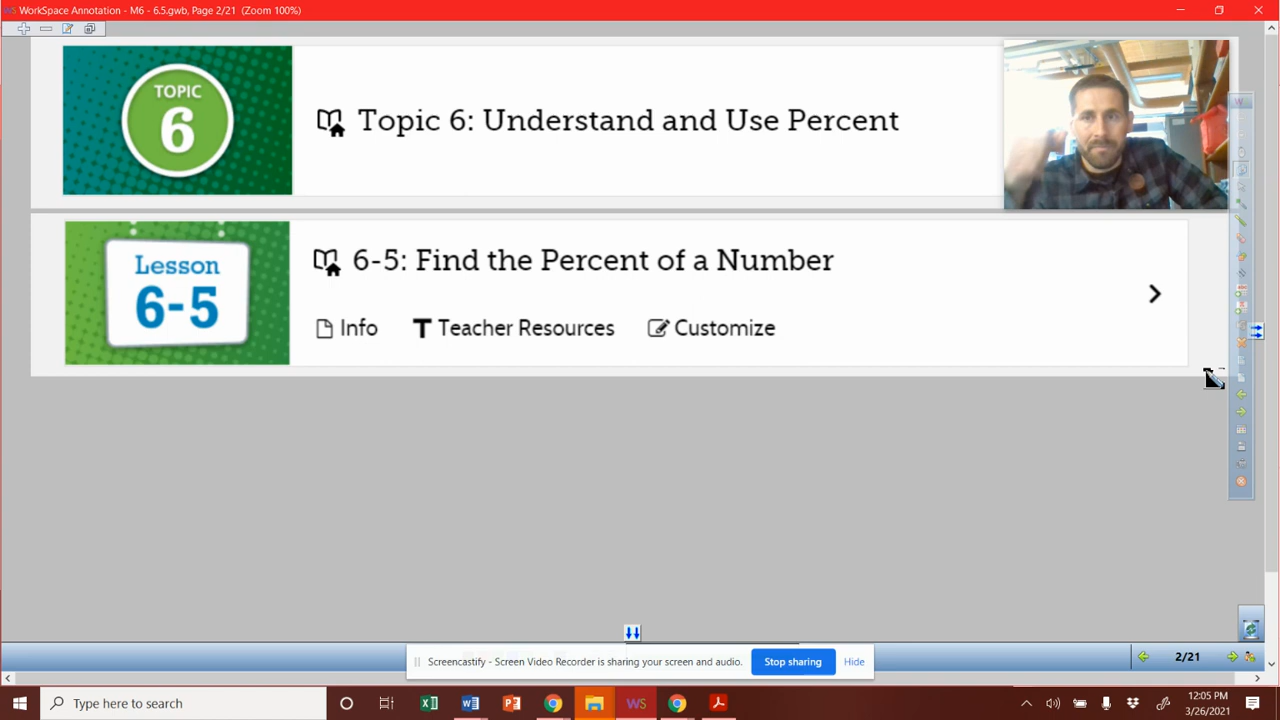 WorkSpace Annotation - M6 - 6.5.gwb, Page 2/21 (Zoom 100%)
TOPIC
6
Topic 6: Understand and Use Percent
Lesson
6-5
6-5: Find the Percent of a Number
Info
T Teacher Resources
Customize
2/21
Screencastify - Screen Video Recorder is sharing your screen and audio.
Stop sharing
Hide
Type here to search
12:05 PM
3/26/2021